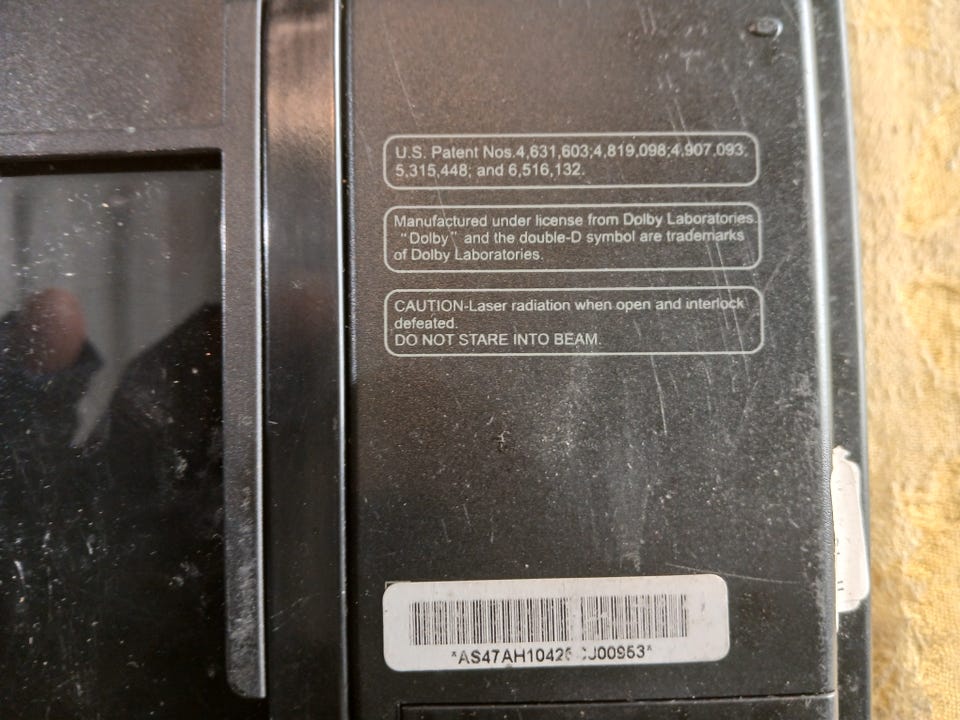 U.S. Patent Nos.4,631,603;4,819,098;4,907,093;
5,315,448; and 6,516,132.
Manufactured under license from Dolby Laboratories.
"Dolby" and the double-D symbol are trademarks
of Dolby Laboratories.
CAUTION-Laser radiation when open and interlock
defeated.
DO NOT STARE INTO BEAM.